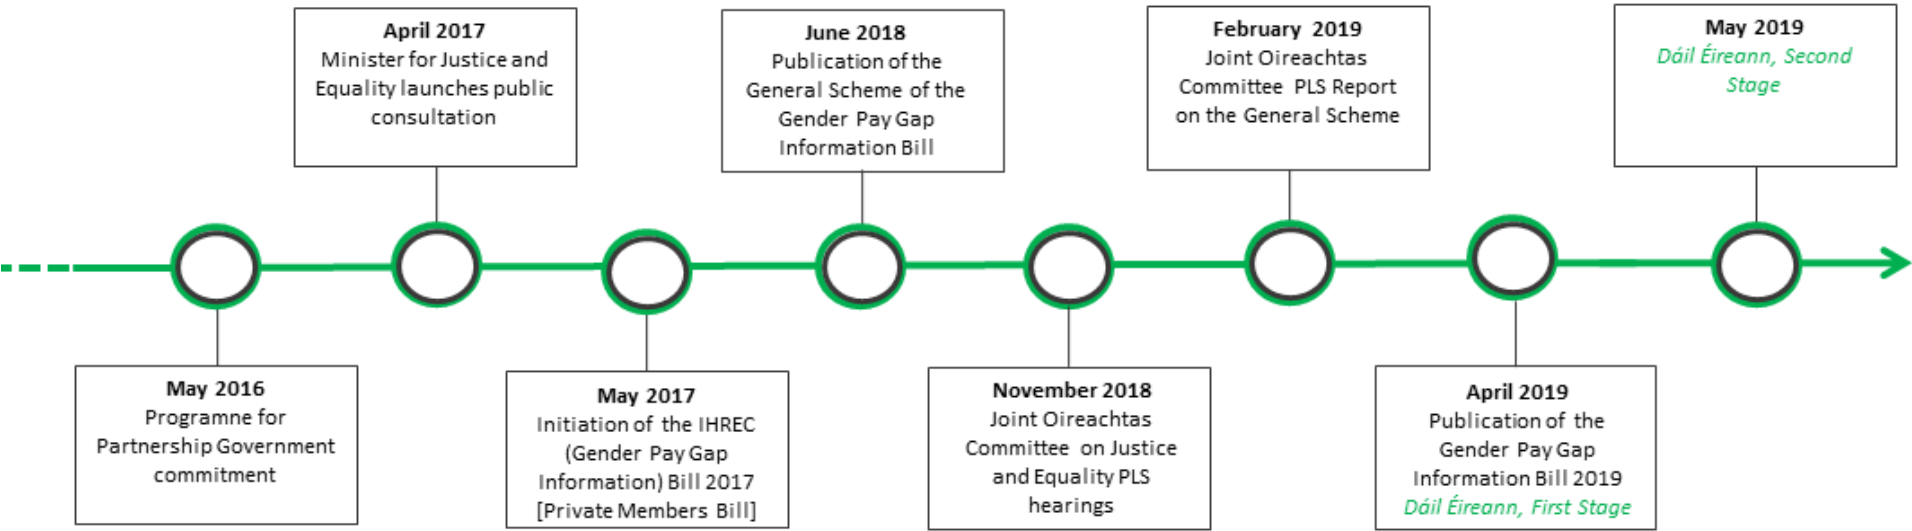 April 2017
Minister for Justice and
Equality launches public
consultation
June 2018
Publication of the
General Scheme of the
Gender Pay Gap
Information Bill
February 2019
Joint Oireachtas
Committee PLS Report
on the General Scheme
May 2019
Dáil Éireann, Second
Stage
May 2016
Programne for
Partnership Government
commitment
May 2017
Initiation of the IHREC
(Gender Pay Gap
Information) Bill 2017
[Private Members Bill]
November 2018
Joint Oireachtas
Committee on Justice
and Equality PLS
hearings
April 2019
Publication of the
Gender Pay Gap
Information Bill 2019
Dáil Éireann, First Stage